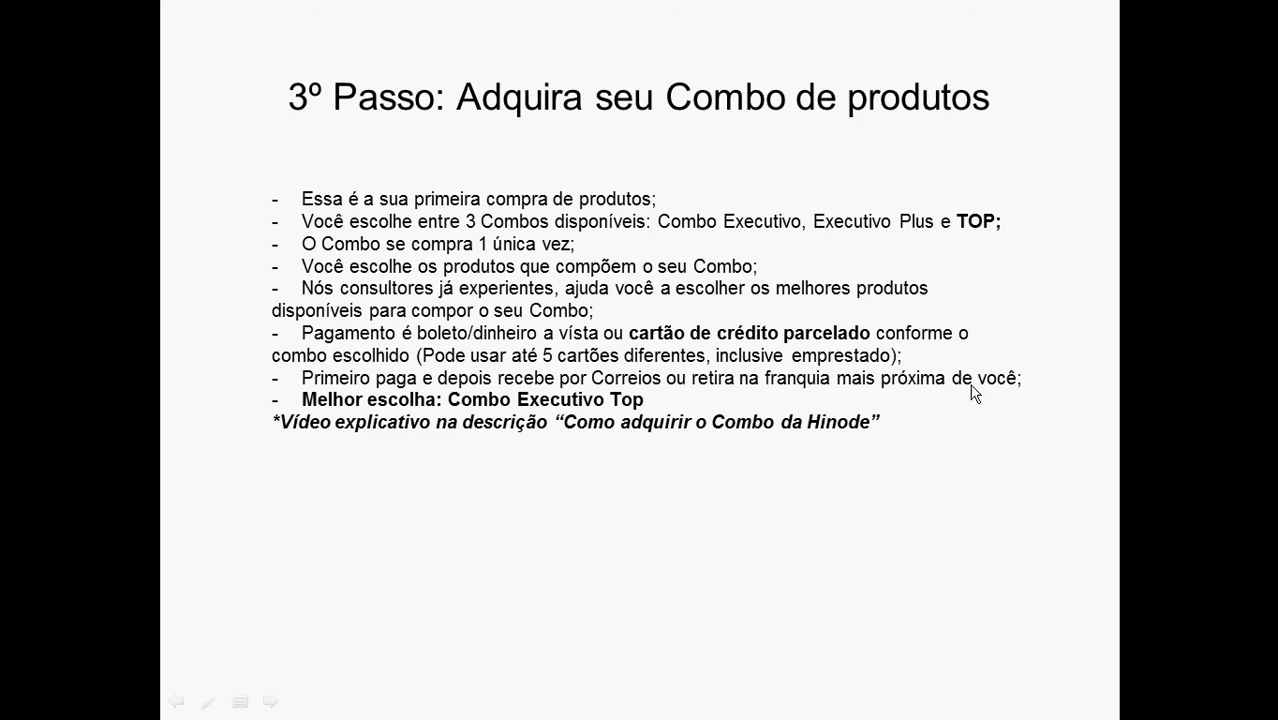 3º Passo: Adquira seu Combo de produtos
- Essa é a sua primeira compra de produtos;
- Você escolhe entre 3 Combos disponíveis: Combo Executivo, Executivo Plus e TOP;
- O Combo se compra 1 única vez;
- Você escolhe os produtos que compõem o seu Combo;
- Nós consultores já experientes, ajuda você a escolher os melhores produtos
disponíveis para compor o seu Combo;
- Pagamento é boleto/dinheiro a vísta ou cartão de crédito parcelado conforme o
combo escolhido (Pode usar até 5 cartões diferentes, inclusive emprestado);
- Primeiro paga e depois recebe por Correios ou retira na franquia mais próxima de você;
- Melhor escolha: Combo Executivo Top
*Vídeo explicativo na descrição “Como adquirir o Combo da Hinode”